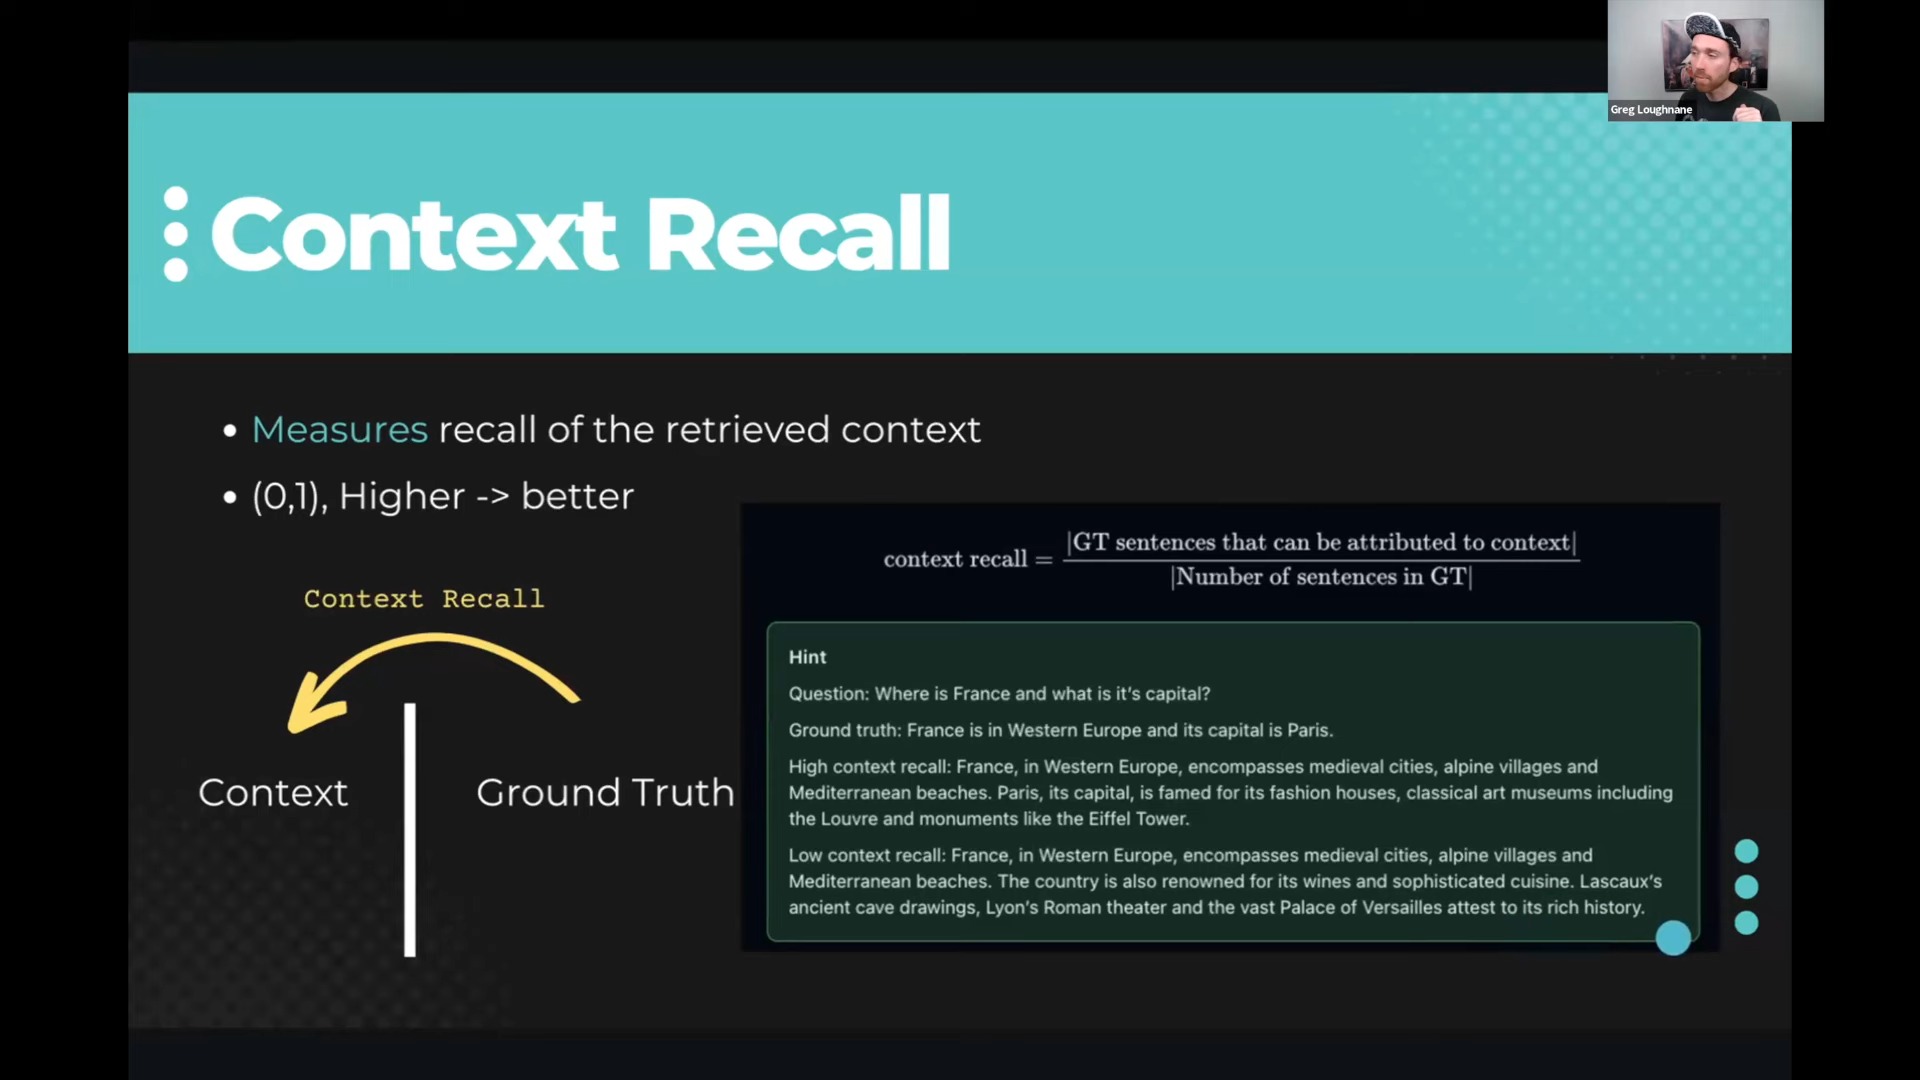 Greg Loughnane
Context Recall
• Measures recall of the retrieved context
• (0,1), Higher -> better
Context Recall
Context
Ground Truth
context recall = |GT sentences that can be attributed to context| / |Number of sentences in GT|
Hint
Question: Where is France and what is it's capital?
Ground truth: France is in Western Europe and its capital is Paris.
High context recall: France, in Western Europe, encompasses medieval cities, alpine villages and
Mediterranean beaches. Paris, its capital, is famed for its fashion houses, classical art museums including
the Louvre and monuments like the Eiffel Tower.
Low context recall: France, in Western Europe, encompasses medieval cities, alpine villages and
Mediterranean beaches. The country is also renowned for its wines and sophisticated cuisine. Lascaux's
ancient cave drawings, Lyon's Roman theater and the vast Palace of Versailles attest to its rich history.